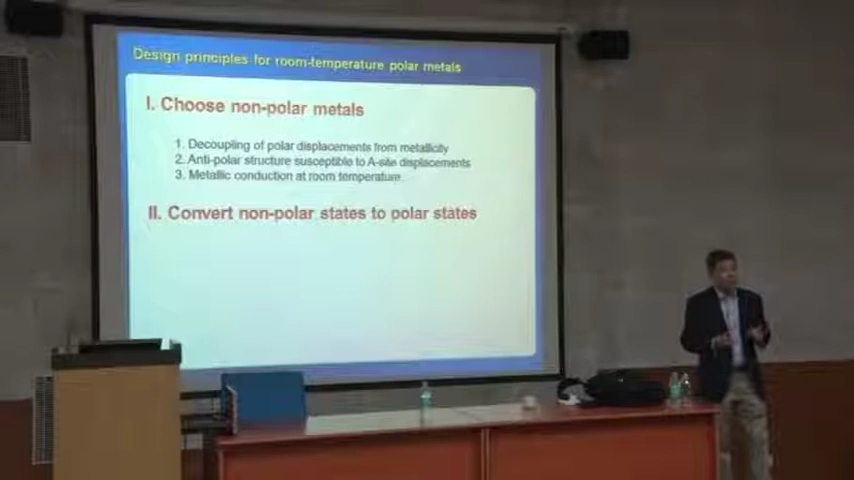 Design principles for room-temperature polar metals
I. Choose non-polar metals
1. Decoupling of polar displacements from metallicity
2. Anti-polar structure susceptible to A-site displacements
3. Metallic conduction at room temperature
II. Convert non-polar states to polar states